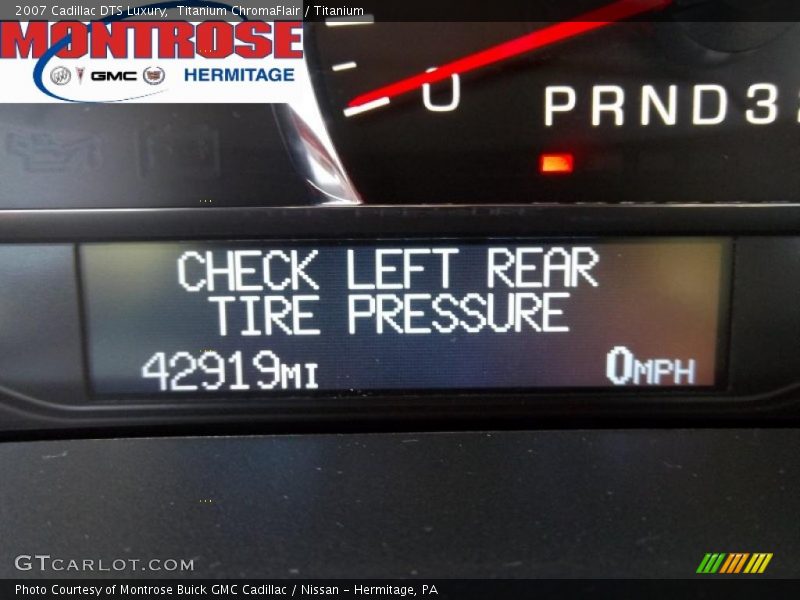 2007 Cadillac DTS Luxury,  Titanium ChromaFlair / Titanium
MONTROSE
GMC HERMITAGE
0
PRND3
CHECK LEFT REAR
TIRE PRESSURE
42919MI 0MPH
GTCARLOT.COM
Photo Courtesy of Montrose Buick GMC Cadillac / Nissan - Hermitage, PA